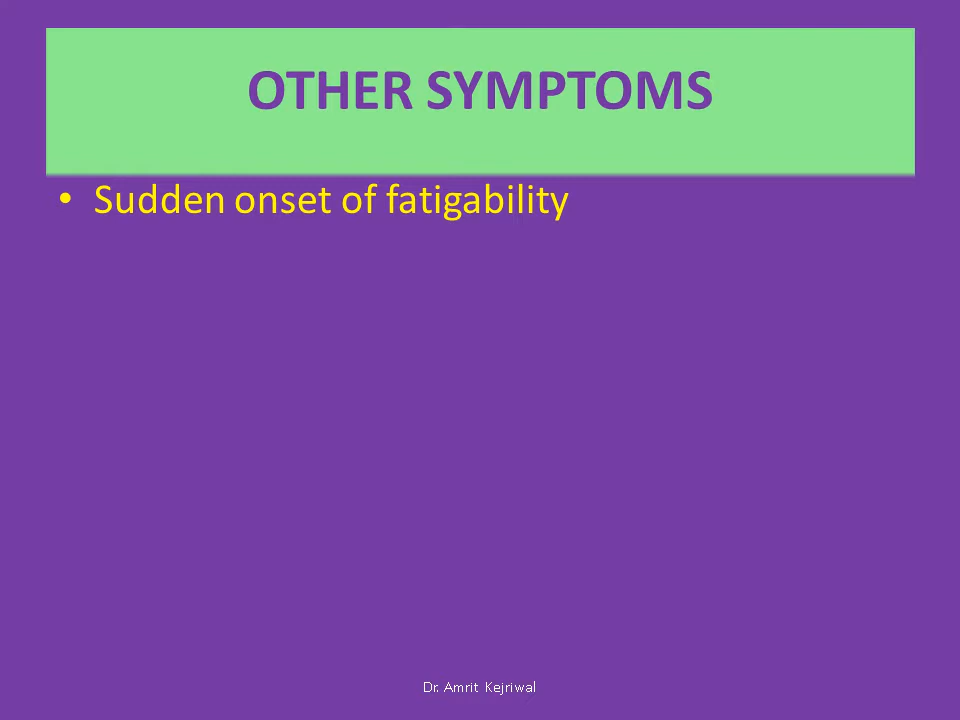 OTHER SYMPTOMS
• Sudden onset of fatigability
Dr. Amrit Kejriwal